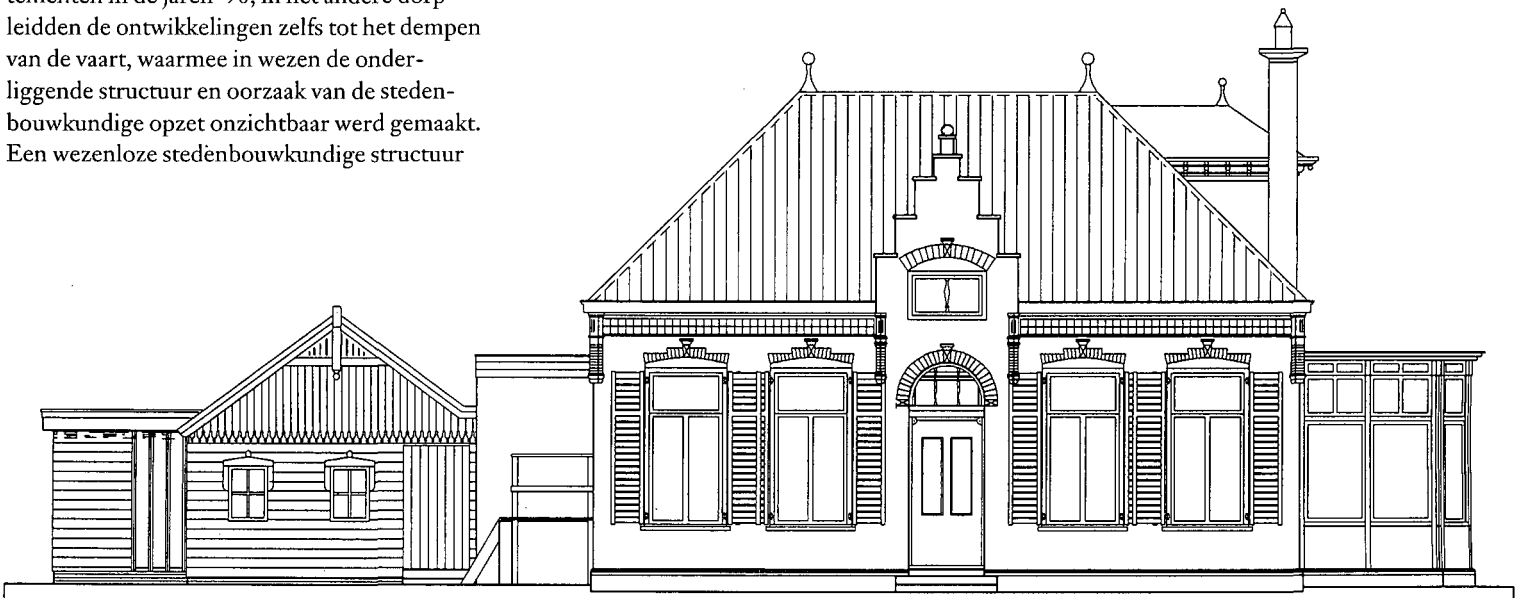 leidden de ontwikkelingen zelfs tot het dempen
van de vaart, waarmee in wezen de onder-
liggende structuur en oorzaak van de steden-
bouwkundige opzet onzichtbaar werd gemaakt.
Een wezenloze stedenbouwkundige structuur